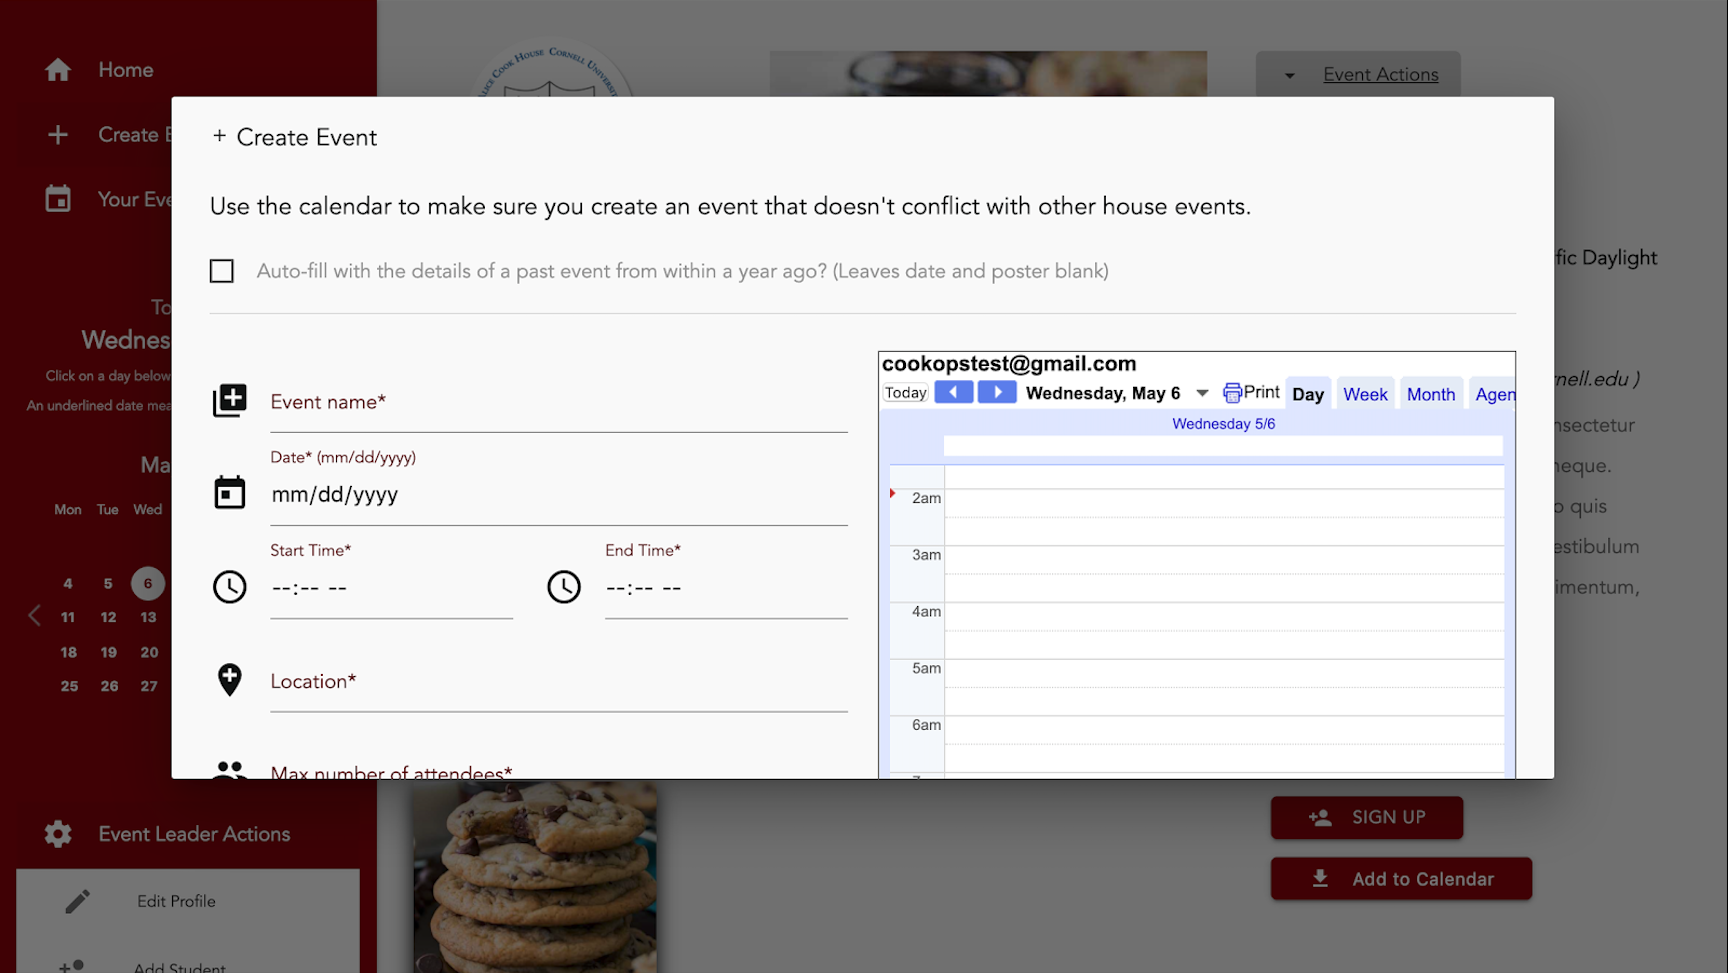 Home
Create E
Your Eve
To
Wednes
Click on a day below
An underlined date mea
Ma
Mon Tue Wed
4 5 6
11 12 13
18 19 20
25 26 27
Event Leader Actions
Edit Profile
Add Student
ALICE COOK HOUSE CORNELL UNIVERSITY
Event Actions
+ Create Event
Use the calendar to make sure you create an event that doesn't conflict with other house events.
Auto-fill with the details of a past event from within a year ago? (Leaves date and poster blank)
Event name*
Date* (mm/dd/yyyy)
mm/dd/yyyy
Start Time* End Time*
--:-- -- --:-- --
Location*
Max number of attendees*
cookopstest@gmail.com
Today Wednesday, May 6 Print Day Week Month Agen
Wednesday 5/6
2am
3am
4am
5am
6am
fic Daylight
rnell.edu )
nsectetur
neque.
o quis
estibulum
imentum,
SIGN UP
Add to Calendar